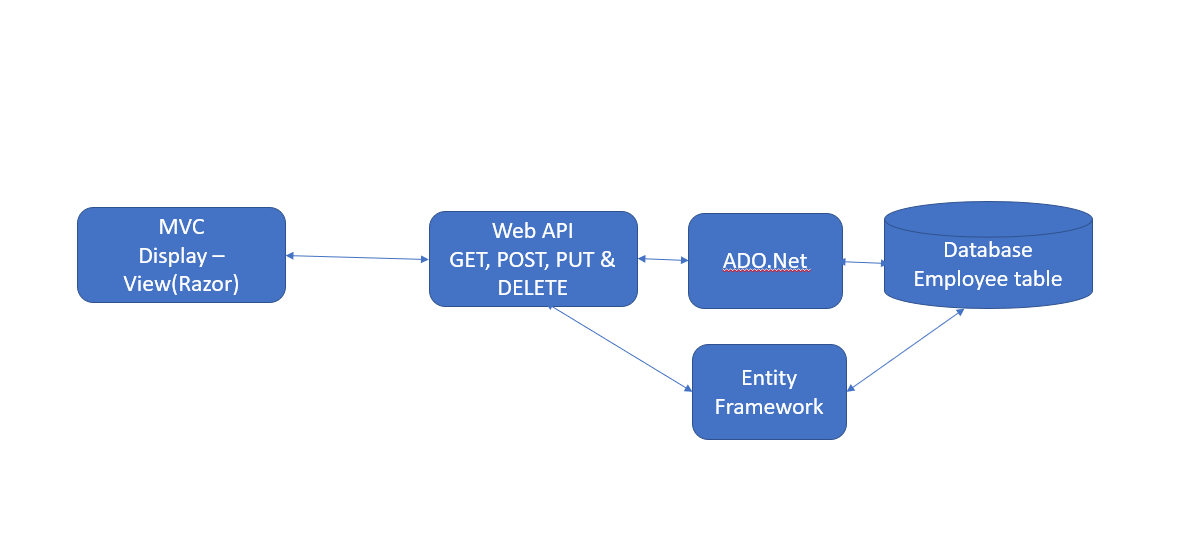 MVC
Display –
View(Razor)
Web API
GET, POST, PUT &
DELETE
ADO.Net
Database
Employee table
Entity
Framework